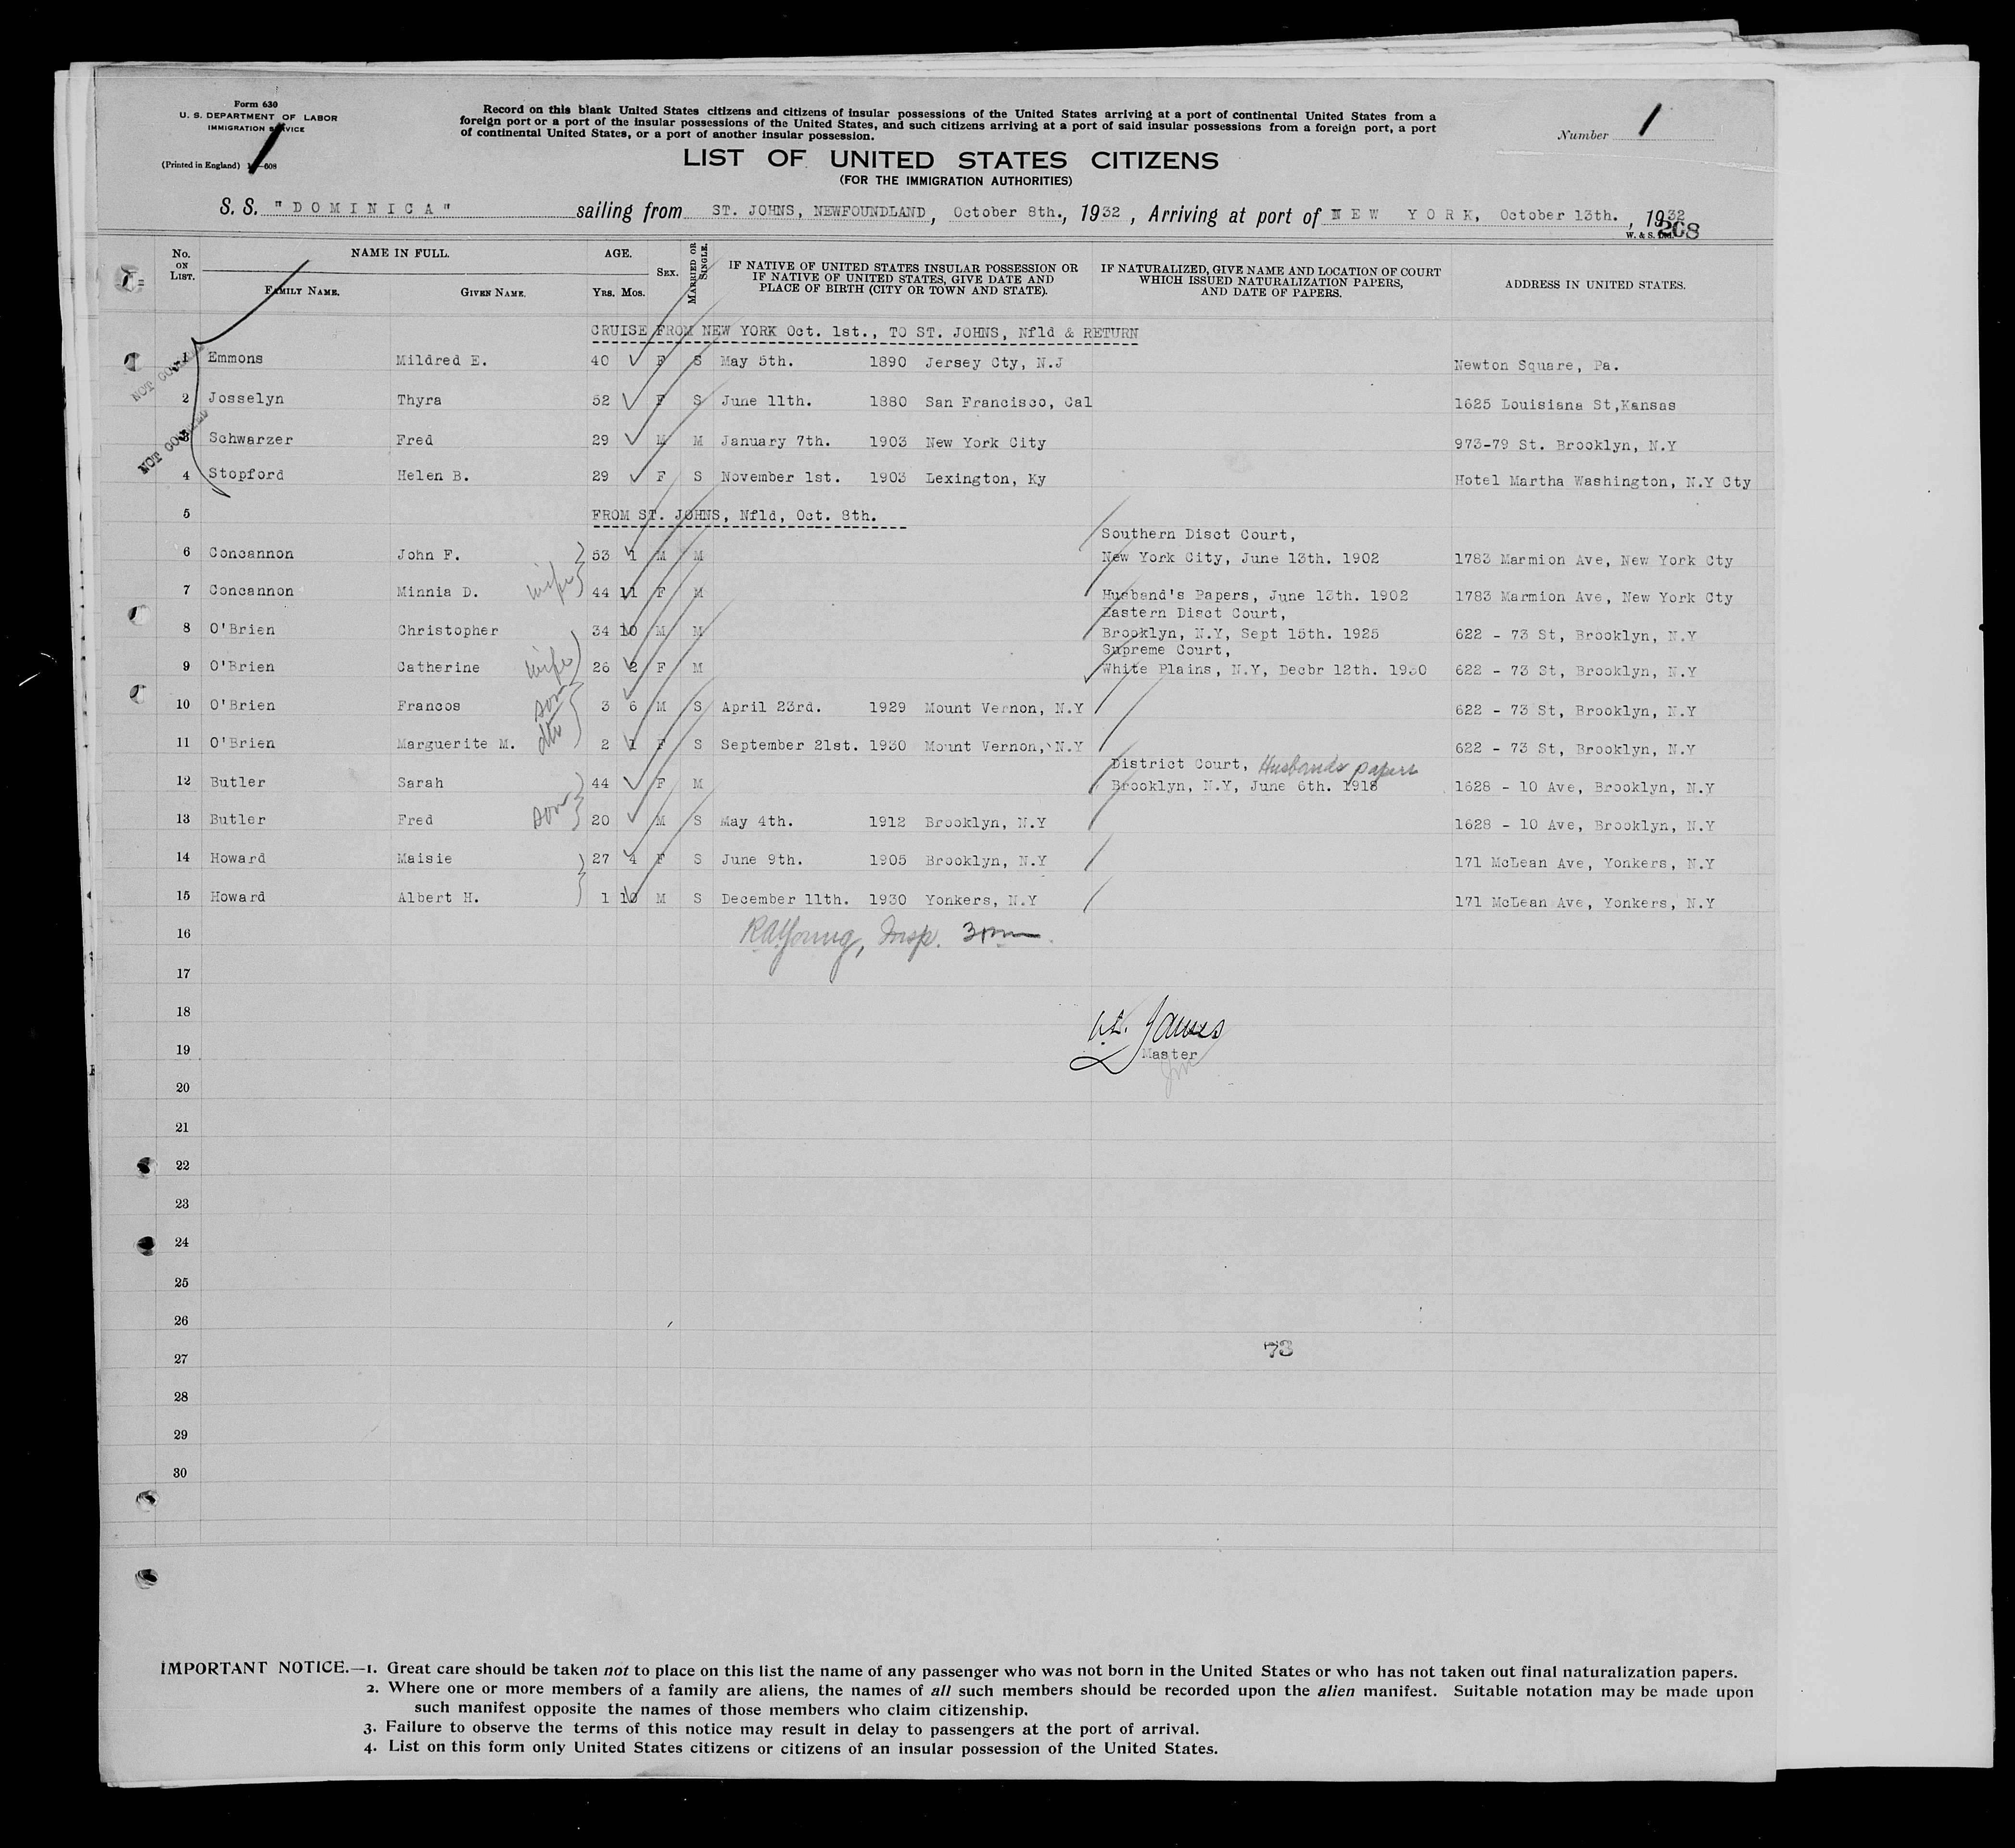 Form 630
U. S. DEPARTMENT OF LABOR
IMMIGRATION SERVICE
(Printed in England)
Record on this blank United States citizens and citizens of insular possessions of the United States arriving at a port of continental United States from a
foreign port or a port of the insular possessions of the United States, and such citizens arriving at a port of said insular possessions from a foreign port, a port
of continental United States, or a port of another insular possession.
Number 1
LIST OF UNITED STATES CITIZENS
(FOR THE IMMIGRATION AUTHORITIES)
S. S. "DOMINICA" sailing from ST. JOHNS, NEWFOUNDLAND, October 8th., 1932, Arriving at port of NEW YORK, October 13th., 1932
W. & S. Ltd. 208
No. ON LIST. NAME IN FULL. FAMILY NAME. GIVEN NAME. AGE. Yrs. Mos. SEX. MARRIED OR SINGLE. IF NATIVE OF UNITED STATES INSULAR POSSESSION OR IF NATIVE OF UNITED STATES, GIVE DATE AND PLACE OF BIRTH (CITY OR TOWN AND STATE). IF NATURALIZED, GIVE NAME AND LOCATION OF COURT WHICH ISSUED NATURALIZATION PAPERS, AND DATE OF PAPERS. ADDRESS IN UNITED STATES.
CRUISE FROM NEW YORK Oct. 1st., TO ST. JOHNS, Nfld & RETURN
NOT COUNTED
NOT COUNTED
1 Emmons Mildred E. 40 F S May 5th. 1890 Jersey Cty, N.J Newton Square, Pa.
2 Josselyn Thyra 52 F S June 11th. 1880 San Francisco, Cal 1625 Louisiana St,Kansas
3 Schwarzer Fred 29 M M January 7th. 1903 New York City 973-79 St. Brooklyn, N.Y
4 Stopford Helen B. 29 F S November 1st. 1903 Lexington, Ky Hotel Martha Washington, N.Y Cty
5 FROM ST. JOHNS, Nfld, Oct. 8th.
Southern Disct Court,
6 Concannon John F. 53 1 M M New York City, June 13th. 1902 1783 Marmion Ave, New York Cty
7 Concannon Minnia D. wife 44 11 F M Husband's Papers, June 13th. 1902 1783 Marmion Ave, New York Cty
Eastern Disct Court,
8 O'Brien Christopher 34 10 M M Brooklyn, N.Y, Sept 15th. 1925 622 - 73 St, Brooklyn, N.Y
Supreme Court,
9 O'Brien Catherine wife 26 2 F M White Plains, N.Y, Decbr 12th. 1930 622 - 73 St, Brooklyn, N.Y
10 O'Brien Francos son 3 6 M S April 23rd. 1929 Mount Vernon, N.Y 622 - 73 St, Brooklyn, N.Y
11 O'Brien Marguerite M. dtr 2 1 F S September 21st. 1930 Mount Vernon, N.Y 622 - 73 St, Brooklyn, N.Y
District Court, Husbands papers
12 Butler Sarah 44 F M Brooklyn, N.Y, June 6th. 1918 1628 - 10 Ave, Brooklyn, N.Y
13 Butler Fred son 20 M S May 4th. 1912 Brooklyn, N.Y 1628 - 10 Ave, Brooklyn, N.Y
14 Howard Maisie 27 4 F S June 9th. 1905 Brooklyn, N.Y 171 McLean Ave, Yonkers, N.Y
15 Howard Albert H. 1 10 M S December 11th. 1930 Yonkers, N.Y 171 McLean Ave, Yonkers, N.Y
16 RAYoung, Insp. 3pm
17
18
James
19 Master
20
21
22
23
24
25
26
27 73
28
29
30
IMPORTANT NOTICE.—1. Great care should be taken not to place on this list the name of any passenger who was not born in the United States or who has not taken out final naturalization papers.
2. Where one or more members of a family are aliens, the names of all such members should be recorded upon the alien manifest. Suitable notation may be made upon
such manifest opposite the names of those members who claim citizenship.
3. Failure to observe the terms of this notice may result in delay to passengers at the port of arrival.
4. List on this form only United States citizens or citizens of an insular possession of the United States.